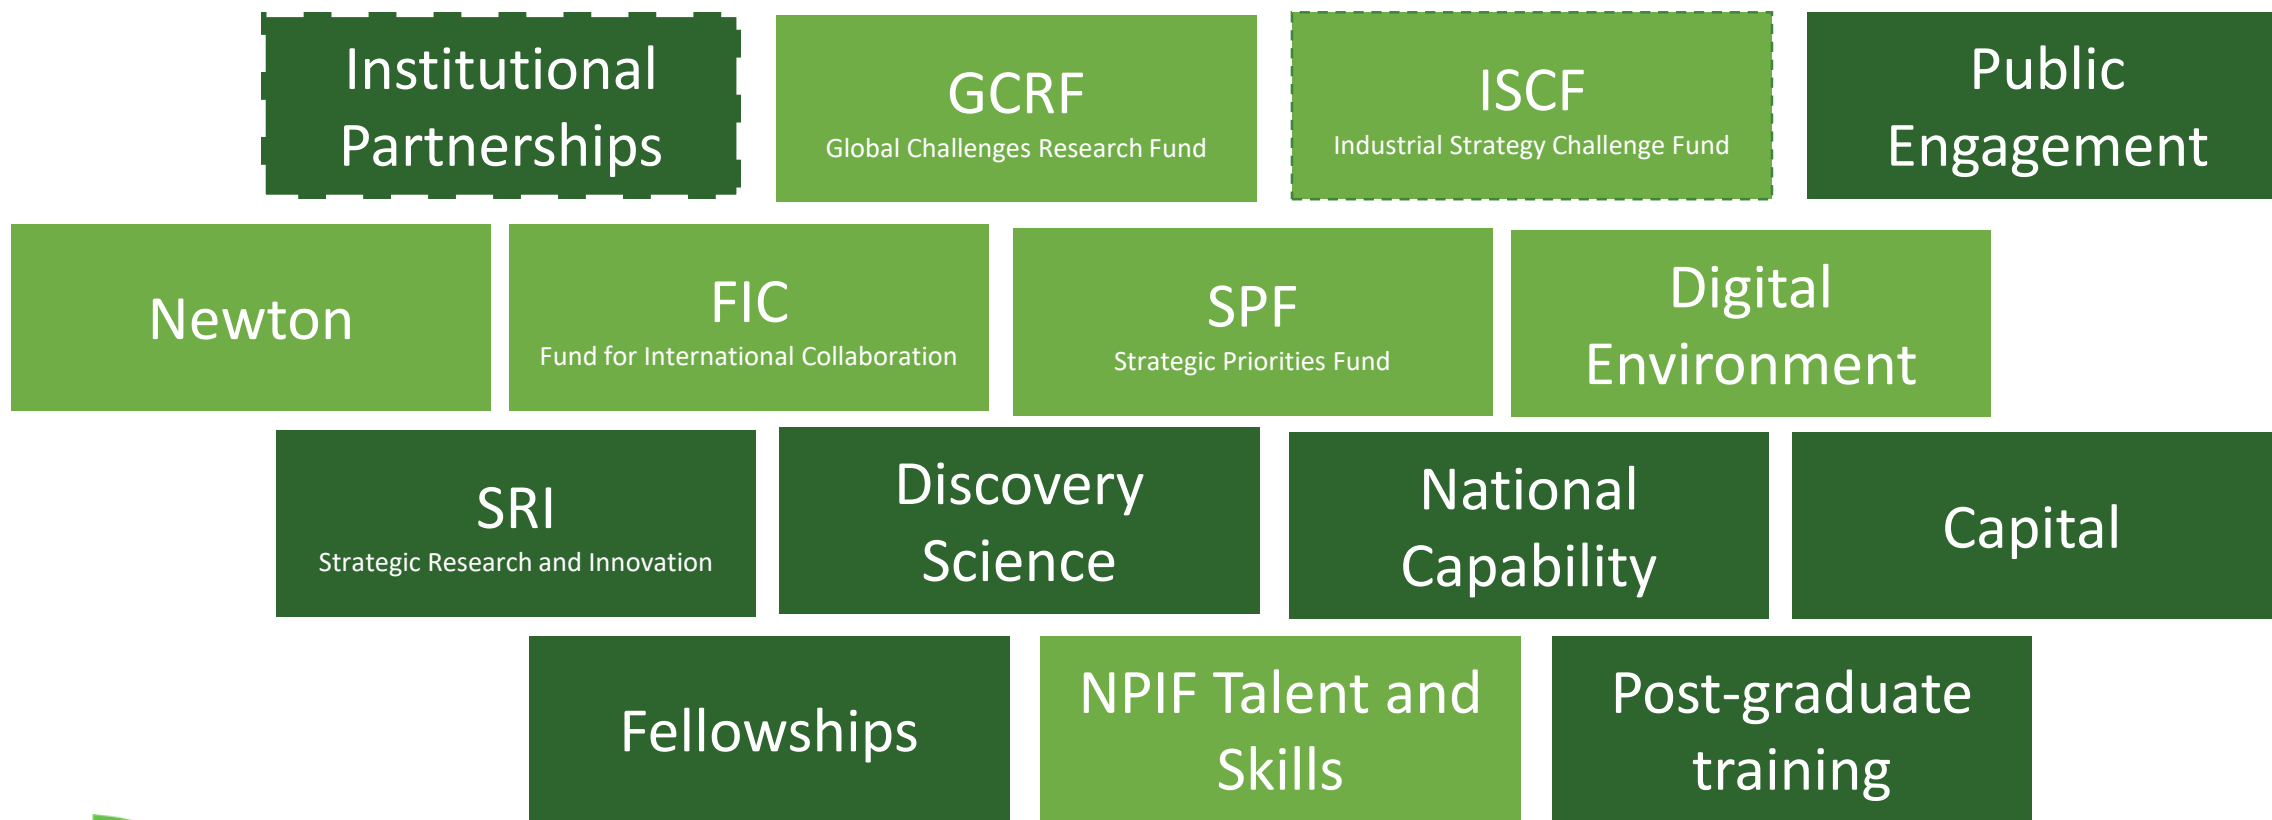 Institutional
Partnerships
GCRF
Global Challenges Research Fund
ISCF
Industrial Strategy Challenge Fund
Public
Engagement
Newton
FIC
Fund for International Collaboration
SPF
Strategic Priorities Fund
Digital
Environment
SRI
Strategic Research and Innovation
Discovery
Science
National
Capability
Capital
Fellowships
NPIF Talent and
Skills
Post-graduate
training